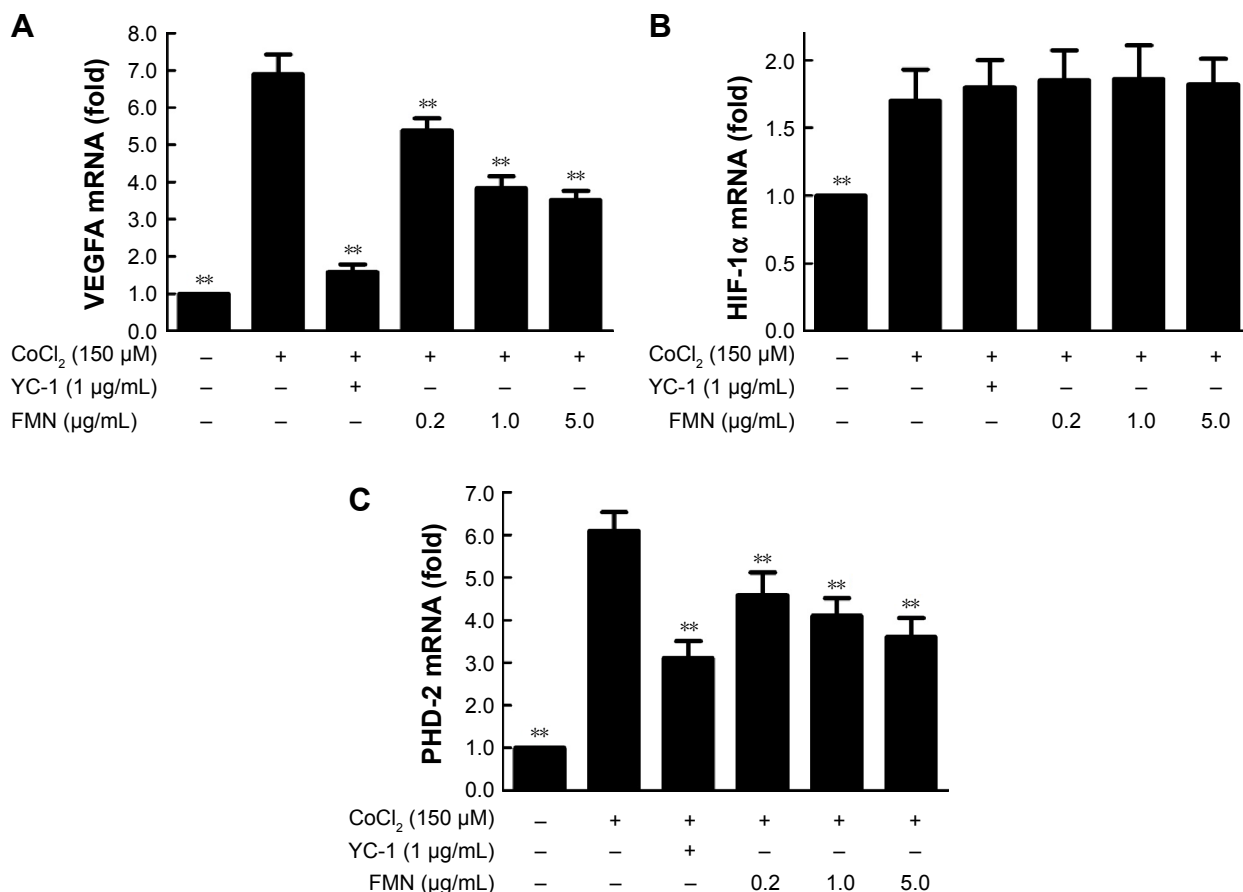 A
VEGFA mRNA (fold)
8.0
7.0
6.0
5.0
4.0
3.0
2.0
1.0
0.0
**
**
**
**
**
CoCl₂ (150 µM) – + + + + +
YC-1 (1 µg/mL) – – + – – –
FMN (µg/mL) – – – 0.2 1.0 5.0
B
HIF-1α mRNA (fold)
2.0
1.5
1.0
0.5
0.0
**
CoCl₂ (150 µM) – + + + + +
YC-1 (1 µg/mL) – – + – – –
FMN (µg/mL) – – – 0.2 1.0 5.0
C
PHD-2 mRNA (fold)
7.0
6.0
5.0
4.0
3.0
2.0
1.0
0.0
**
**
**
**
**
CoCl₂ (150 µM) – + + + + +
YC-1 (1 µg/mL) – – + – – –
FMN (µg/mL) – – – 0.2 1.0 5.0